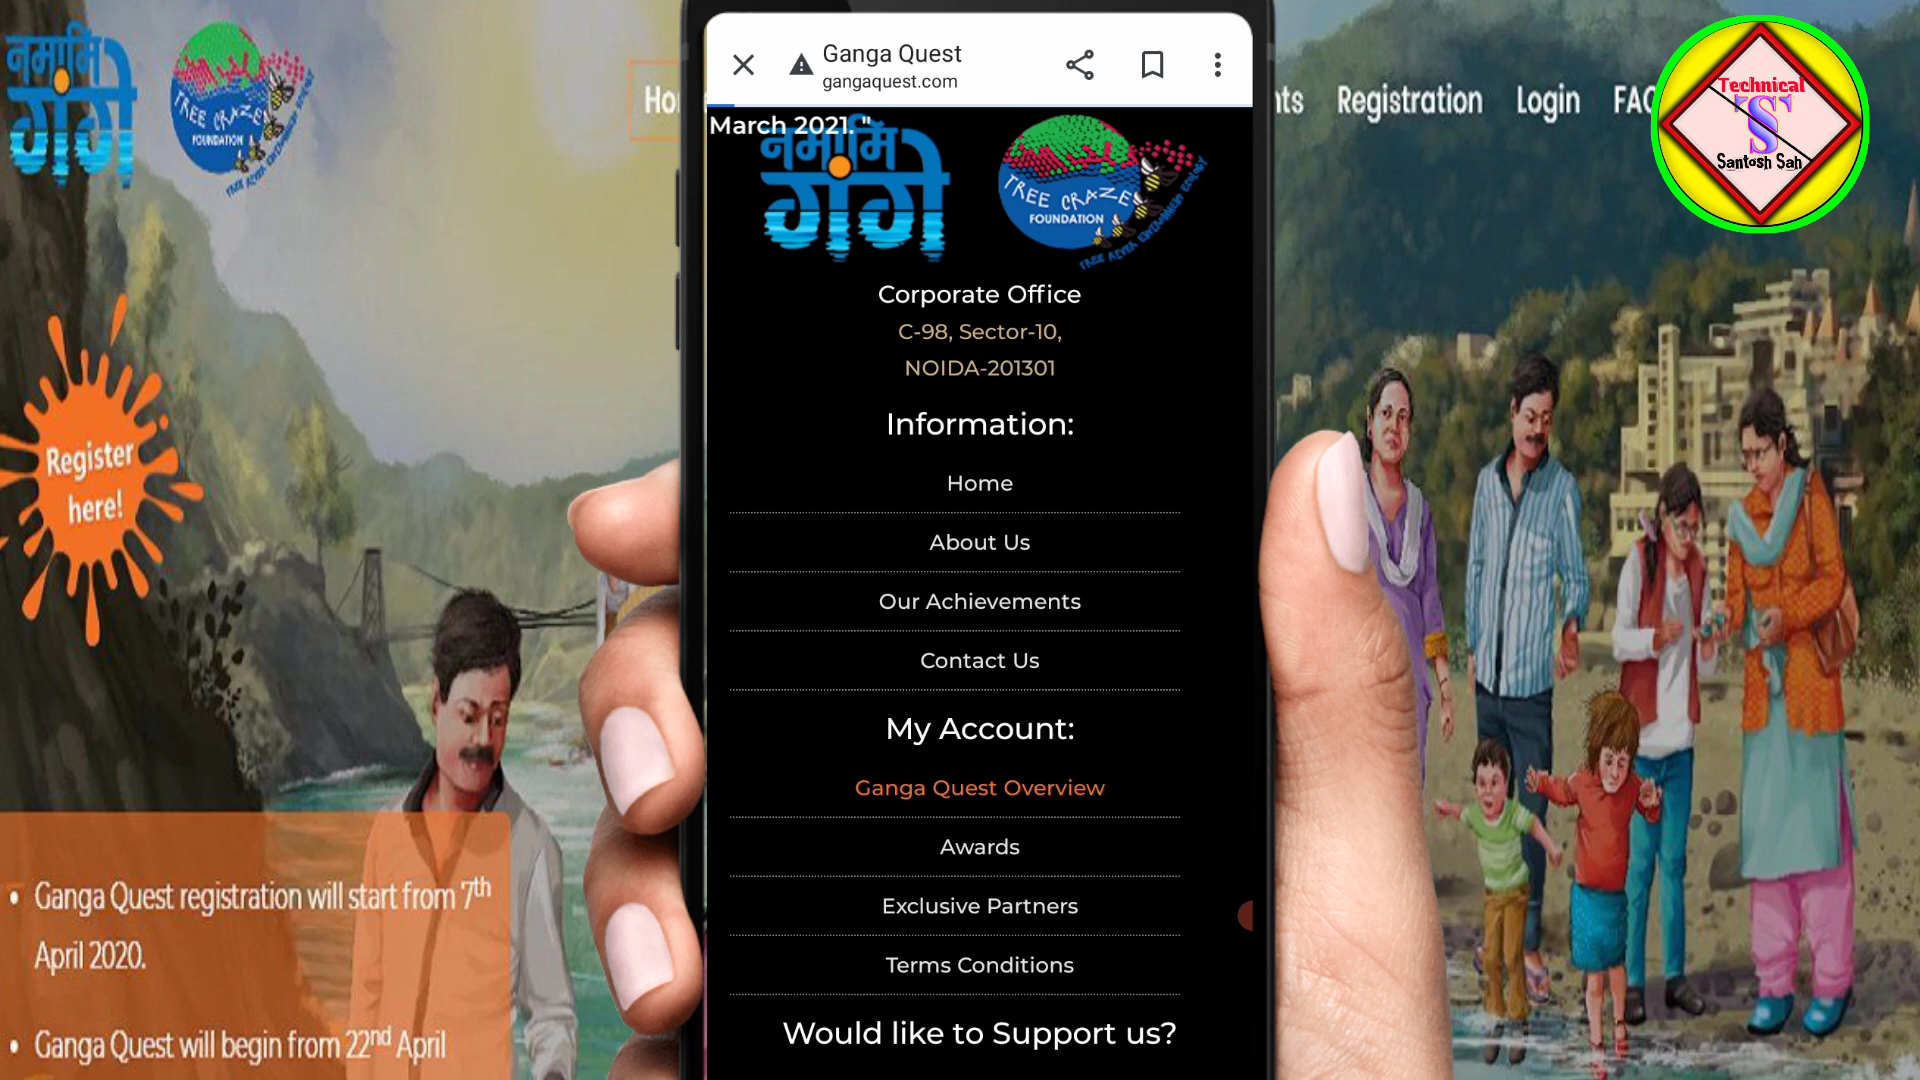 नमामि
गंगे
TREE CRAZE
FOUNDATION
Ho
nts
Registration
Login
FAQ
Technical
S
Santosh Sah
Register
here!
• Ganga Quest registration will start from 7th
April 2020.
• Ganga Quest will begin from 22nd April
Ganga Quest
gangaquest.com
March 2021. "
नमामि
गंगे
TREE CRAZE
FOUNDATION
Corporate Office
C-98, Sector-10,
NOIDA-201301
Information:
Home
About Us
Our Achievements
Contact Us
My Account:
Ganga Quest Overview
Awards
Exclusive Partners
Terms Conditions
Would like to Support us?